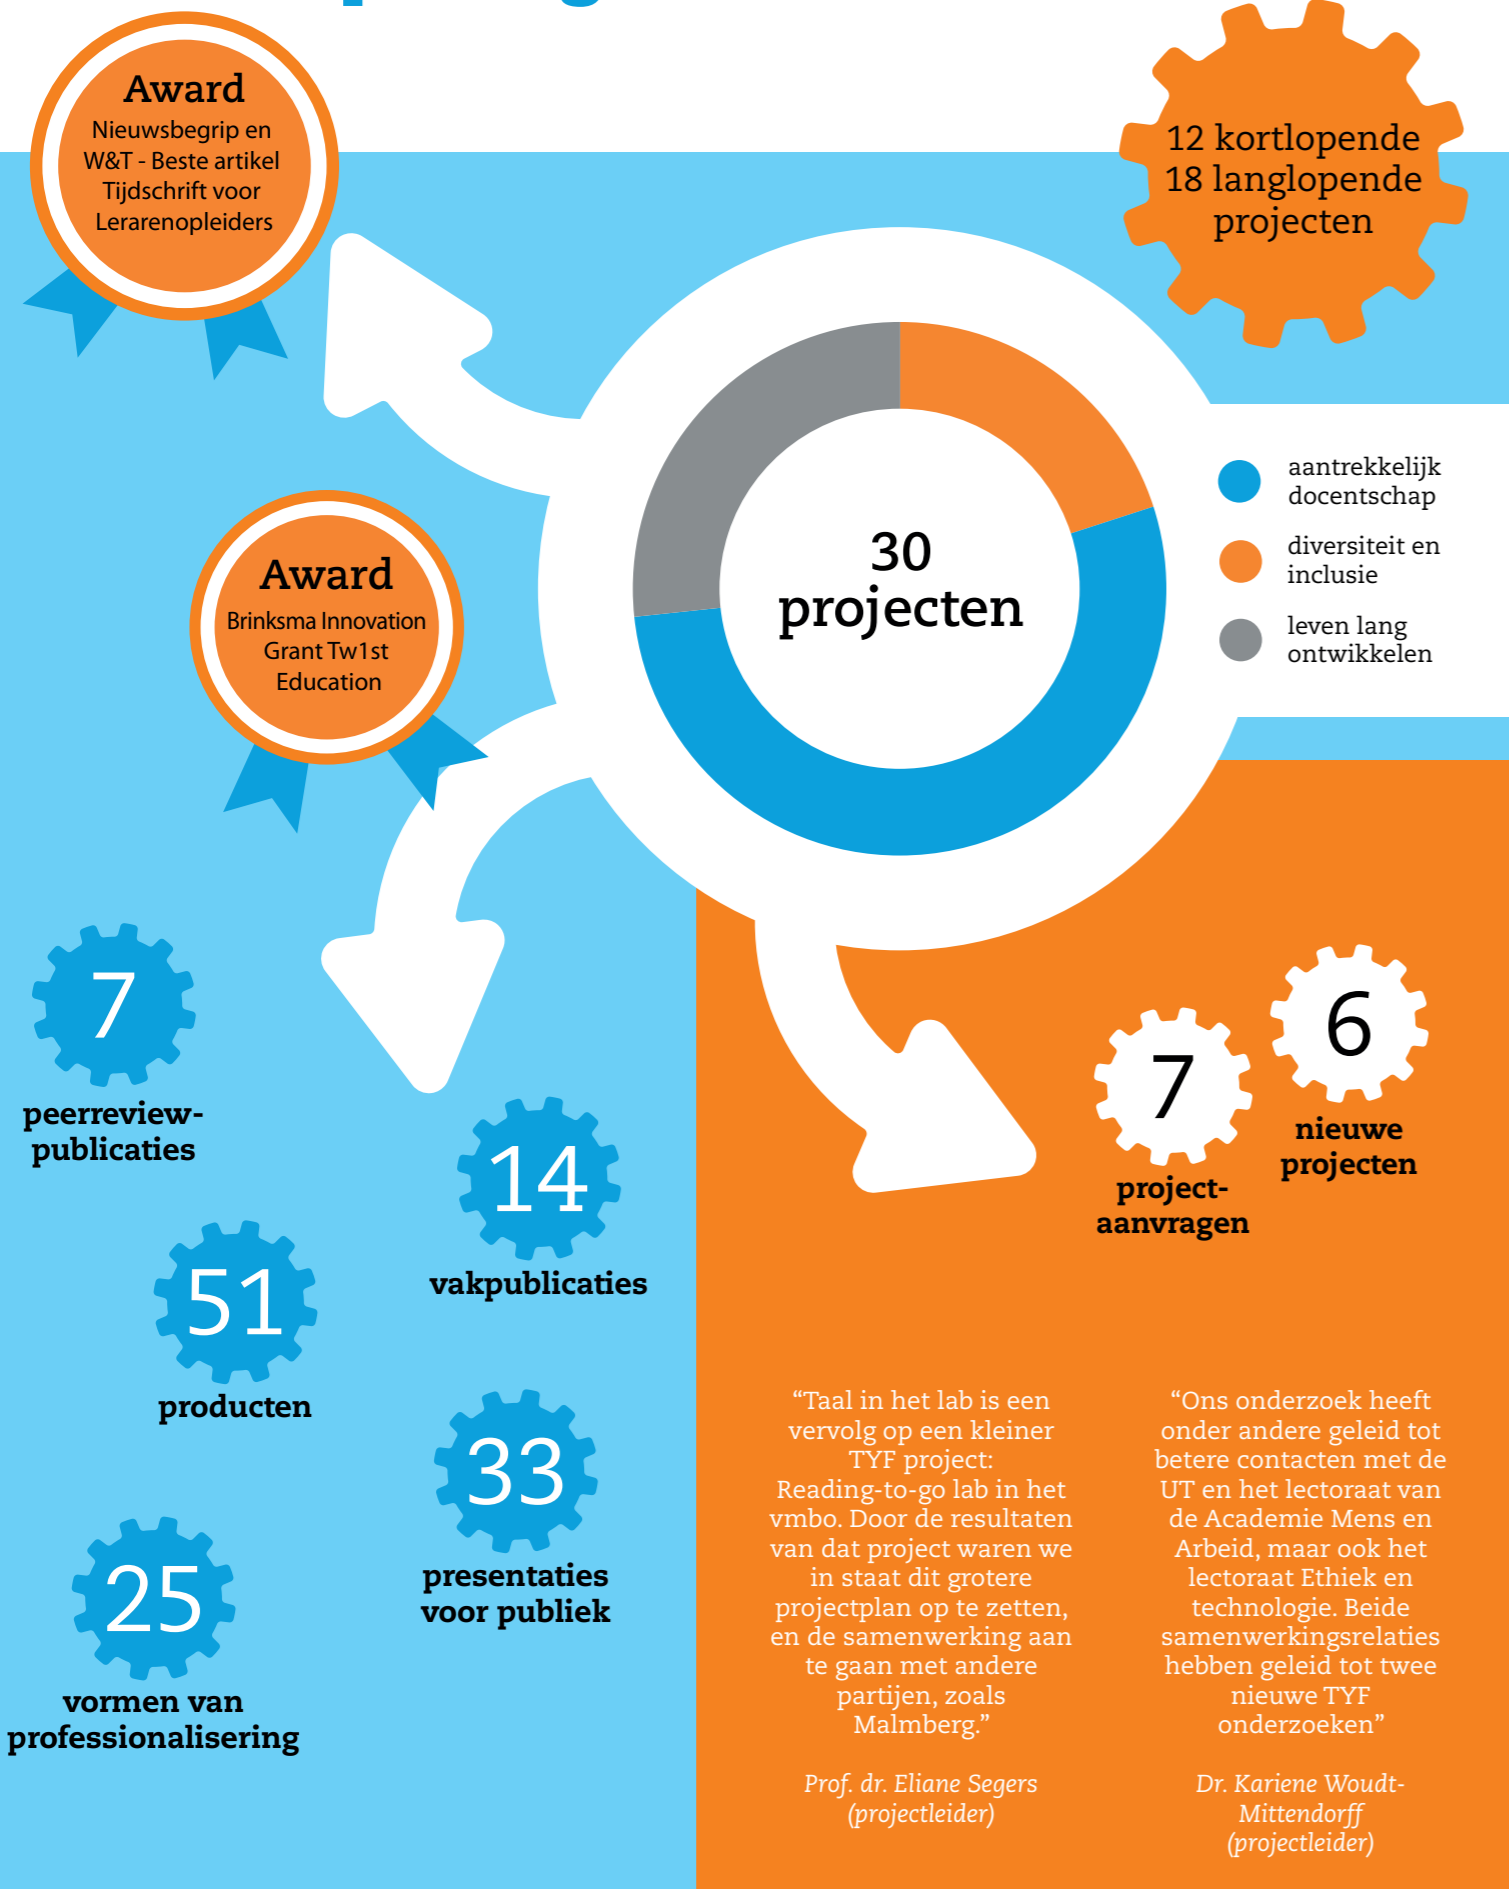 Award
Nieuwsbegrip en
W&T - Beste artikel
Tijdschrift voor
Lerarenopleiders
12 kortlopende
18 langlopende
projecten
30
projecten
aantrekkelijk
docentschap
diversiteit en
inclusie
leven lang
ontwikkelen
Award
Brinksma Innovation
Grant Tw1st
Education
7
peerreview-
publicaties
14
vakpublicaties
51
producten
33
presentaties
voor publiek
25
vormen van
professionalisering
7
project-
aanvragen
6
nieuwe
projecten
“Taal in het lab is een
vervolg op een kleiner
TYF project:
Reading-to-go lab in het
vmbo. Door de resultaten
van dat project waren we
in staat dit grotere
projectplan op te zetten,
en de samenwerking aan
te gaan met andere
partijen, zoals
Malmberg.”
Prof. dr. Eliane Segers
(projectleider)
“Ons onderzoek heeft
onder andere geleid tot
betere contacten met de
UT en het lectoraat van
de Academie Mens en
Arbeid, maar ook het
lectoraat Ethiek en
technologie. Beide
samenwerkingsrelaties
hebben geleid tot twee
nieuwe TYF
onderzoeken”
Dr. Kariene Woudt-
Mittendorff
(projectleider)